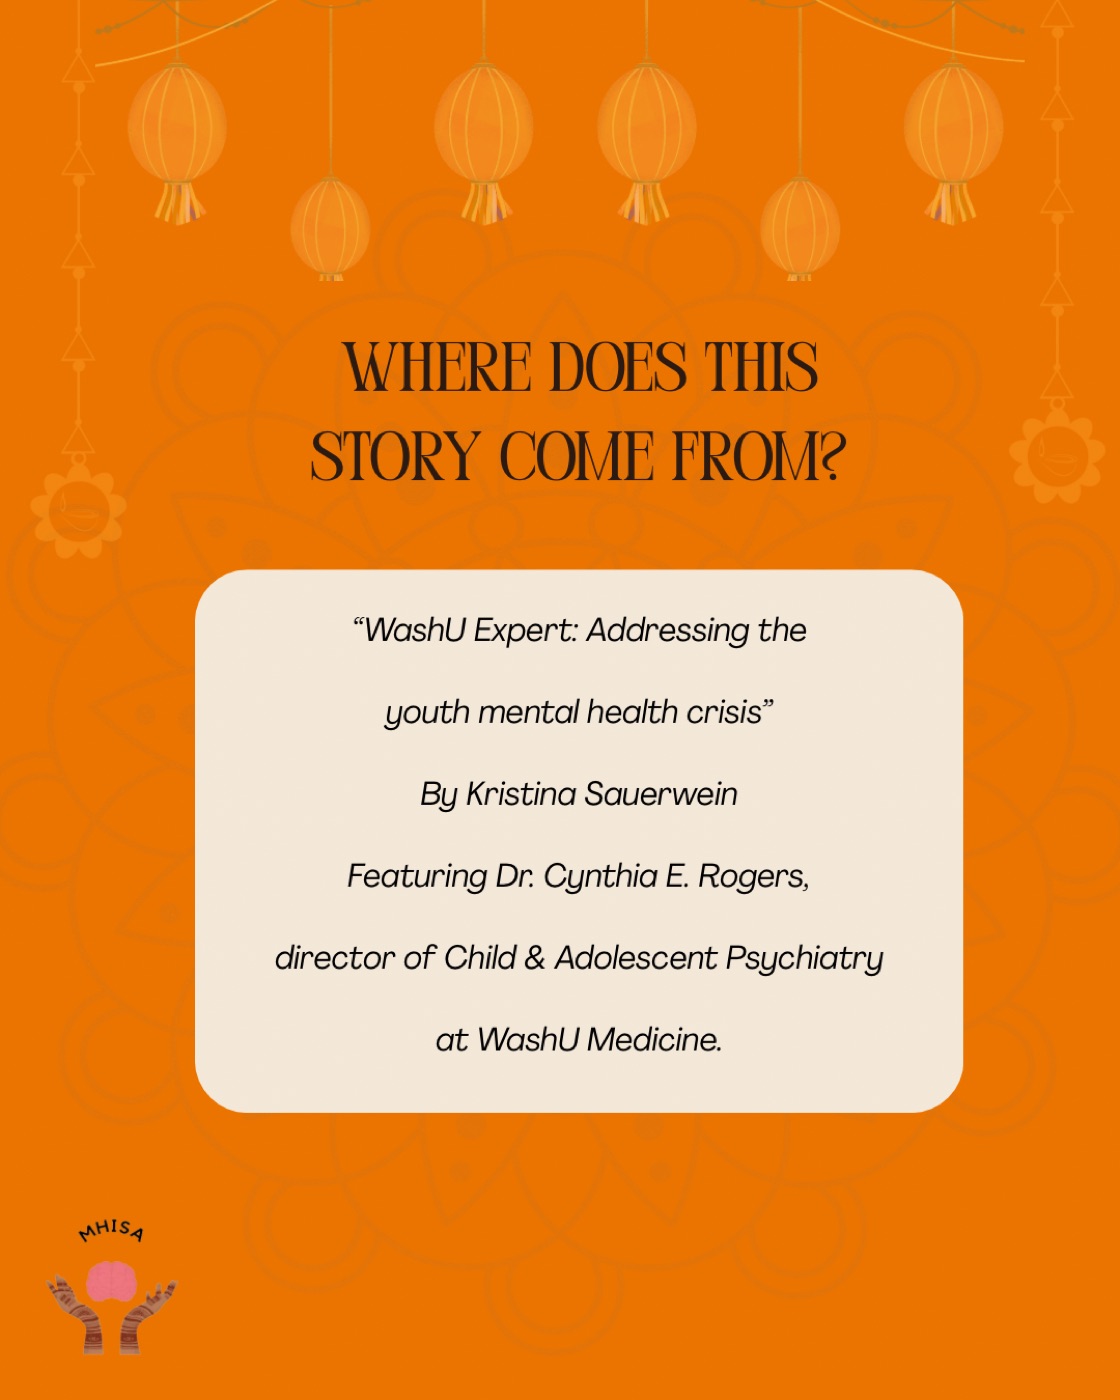 WHERE DOES THIS
STORY COME FROM?
“WashU Expert: Addressing the
youth mental health crisis”
By Kristina Sauerwein
Featuring Dr. Cynthia E. Rogers,
director of Child & Adolescent Psychiatry
at WashU Medicine.
MHISA